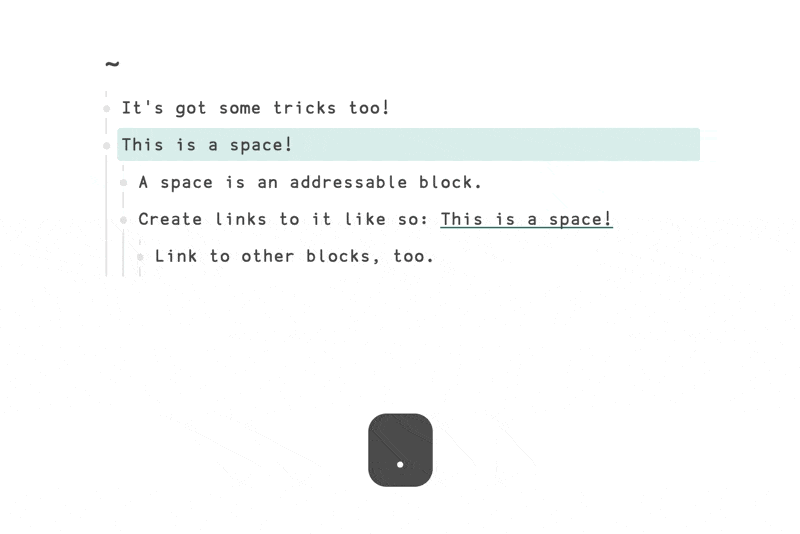 ~
It's got some tricks too!
This is a space!
A space is an addressable block.
Create links to it like so: This is a space!
Link to other blocks, too.